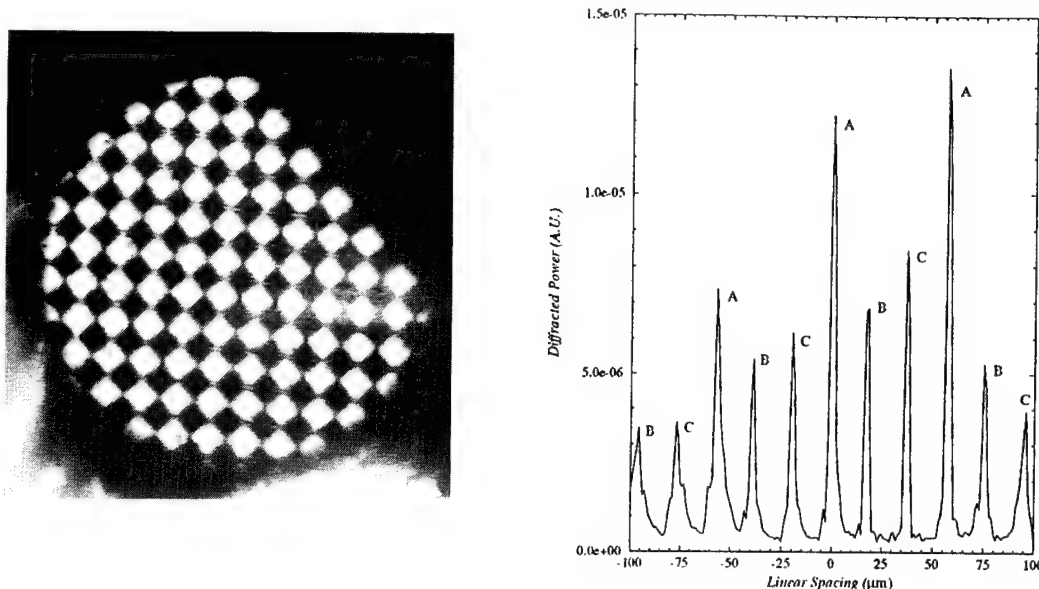 1.5e-05
1.0e-05
5.0e-06
0.0e+00
Diffracted Power (A.U.)
A
A
C
B
A
C
B
B
C
B
C
-100 -75 -50 -25 0 25 50 75 100
Linear Spacing (μm)